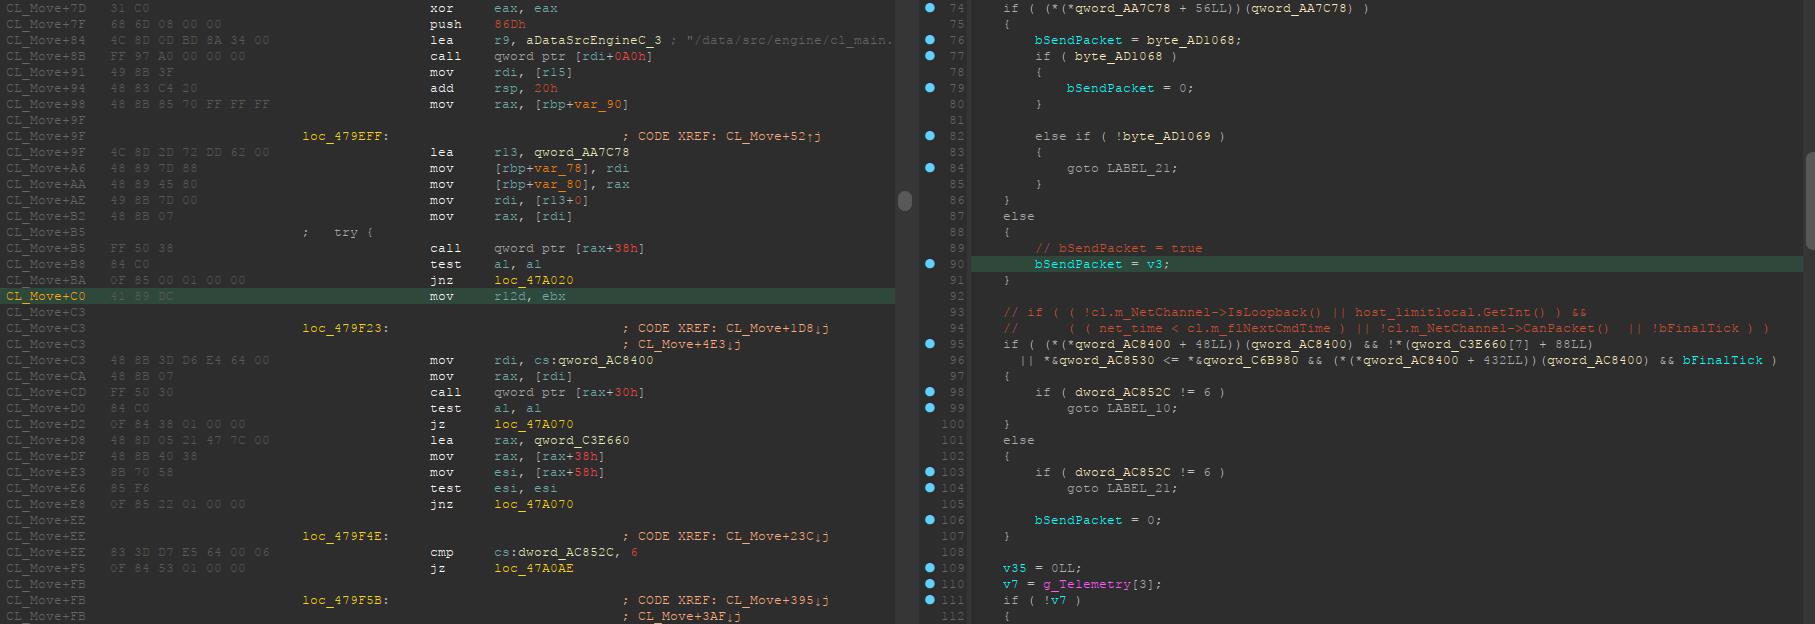 CL_Move+7D 31 C0 xor eax, eax
CL_Move+7F 68 6D 08 00 00 push 86Dh
CL_Move+84 4C 8D 0D BD 8A 34 00 lea r9, aDataSrcEngineC_3 ; "/data/src/engine/cl_main.
CL_Move+8B FF 97 A0 00 00 00 call qword ptr [rdi+0A0h]
CL_Move+91 49 8B 3F mov rdi, [r15]
CL_Move+94 48 83 C4 20 add rsp, 20h
CL_Move+98 48 8B 85 70 FF FF FF mov rax, [rbp+var_90]
CL_Move+9F
CL_Move+9F loc_479EFF: ; CODE XREF: CL_Move+52↑j
CL_Move+9F 4C 8D 2D 72 DD 62 00 lea r13, qword_AA7C78
CL_Move+A6 48 89 7D 88 mov [rbp+var_78], rdi
CL_Move+AA 48 89 45 80 mov [rbp+var_80], rax
CL_Move+AE 49 8B 7D 00 mov rdi, [r13+0]
CL_Move+B2 48 8B 07 mov rax, [rdi]
CL_Move+B5 ; try {
CL_Move+B5 FF 50 38 call qword ptr [rax+38h]
CL_Move+B8 84 C0 test al, al
CL_Move+BA 0F 85 00 01 00 00 jnz loc_47A020
CL_Move+C0 41 89 DC mov r12d, ebx
CL_Move+C3
CL_Move+C3 loc_479F23: ; CODE XREF: CL_Move+1D8↓j
CL_Move+C3 ; CL_Move+4E3↓j
CL_Move+C3 48 8B 3D D6 E4 64 00 mov rdi, cs:qword_AC8400
CL_Move+CA 48 8B 07 mov rax, [rdi]
CL_Move+CD FF 50 30 call qword ptr [rax+30h]
CL_Move+D0 84 C0 test al, al
CL_Move+D2 0F 84 38 01 00 00 jz loc_47A070
CL_Move+D8 48 8D 05 21 47 7C 00 lea rax, qword_C3E660
CL_Move+DF 48 8B 40 38 mov rax, [rax+38h]
CL_Move+E3 8B 70 58 mov esi, [rax+58h]
CL_Move+E6 85 F6 test esi, esi
CL_Move+E8 0F 85 22 01 00 00 jnz loc_47A070
CL_Move+EE
CL_Move+EE loc_479F4E: ; CODE XREF: CL_Move+23C↓j
CL_Move+EE 83 3D D7 E5 64 00 06 cmp cs:dword_AC852C, 6
CL_Move+F5 0F 84 53 01 00 00 jz loc_47A0AE
CL_Move+FB
CL_Move+FB loc_479F5B: ; CODE XREF: CL_Move+395↓j
CL_Move+FB ; CL_Move+3AF↓j
74 if ( (*(*qword_AA7C78 + 56LL))(qword_AA7C78) )
75 {
76 bSendPacket = byte_AD1068;
77 if ( byte_AD1068 )
78 {
79 bSendPacket = 0;
80 }
81
82 else if ( !byte_AD1069 )
83 {
84 goto LABEL_21;
85 }
86 }
87 else
88 {
89 // bSendPacket = true
90 bSendPacket = v3;
91 }
92
93 // if ( ( !cl.m_NetChannel->IsLoopback() || host_limitlocal.GetInt() ) &&
94 // ( ( net_time < cl.m_flNextCmdTime ) || !cl.m_NetChannel->CanPacket() || !bFinalTick ) )
95 if ( (*(*qword_AC8400 + 48LL))(qword_AC8400) && !*(qword_C3E660[7] + 88LL)
96 || *&qword_AC8530 <= *&qword_C6B980 && (*(*qword_AC8400 + 432LL))(qword_AC8400) && bFinalTick )
97 {
98 if ( dword_AC852C != 6 )
99 goto LABEL_10;
100 }
101 else
102 {
103 if ( dword_AC852C != 6 )
104 goto LABEL_21;
105
106 bSendPacket = 0;
107 }
108
109 v35 = 0LL;
110 v7 = g_Telemetry[3];
111 if ( !v7 )
112 {